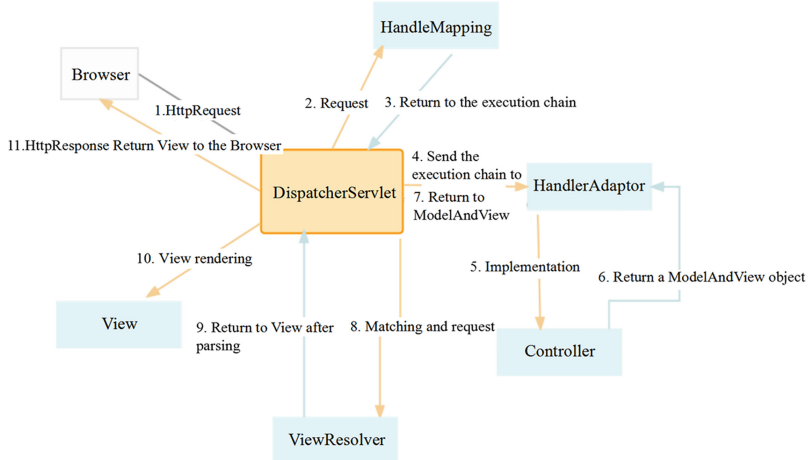 HandleMapping
Browser
1.HttpRequest
2. Request
3. Return to the execution chain
11.HttpResponse Return View to the Browser
DispatcherServlet
4. Send the
execution chain to
7. Return to
ModelAndView
HandlerAdaptor
10. View rendering
5. Implementation
6. Return a ModelAndView object
View
9. Return to View after
parsing
8. Matching and request
Controller
ViewResolver